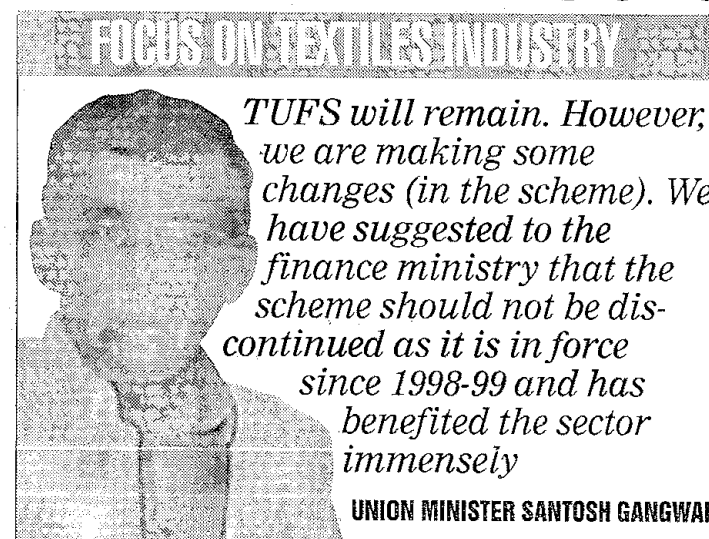 FOCUS ON TEXTILES INDUSTRY
TUFS will remain. However,
we are making some
changes (in the scheme). We
have suggested to the
finance ministry that the
scheme should not be dis-
continued as it is in force
since 1998-99 and has
benefited the sector
immensely
UNION MINISTER SANTOSH GANGWAR